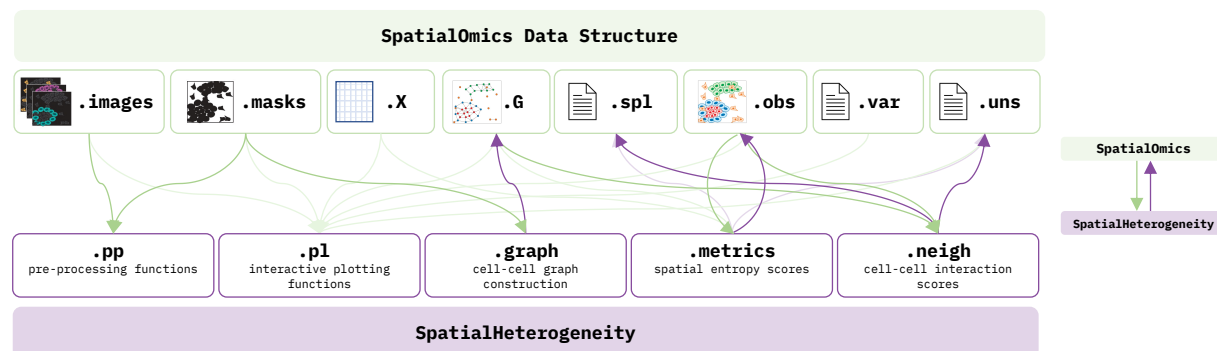 SpatialOmics Data Structure
.images
.masks
.X
.G
.spl
.obs
.var
.uns
SpatialOmics
SpatialHeterogeneity
.pp
pre-processing functions
.pl
interactive plotting
functions
.graph
cell-cell graph
construction
.metrics
spatial entropy scores
.neigh
cell-cell interaction
scores
SpatialHeterogeneity